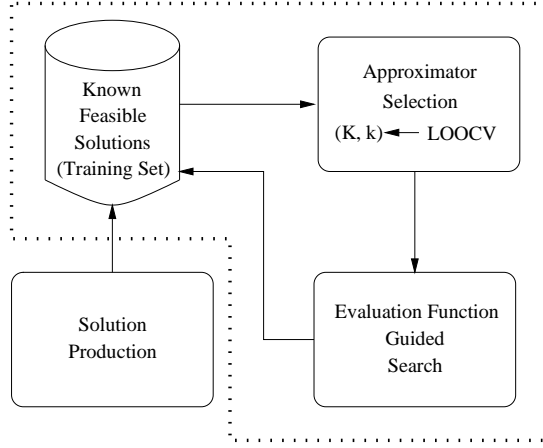 Known
Feasible
Solutions
(Training Set)
Approximator
Selection
(K, k) LOOCV
Solution
Production
Evaluation Function
Guided
Search